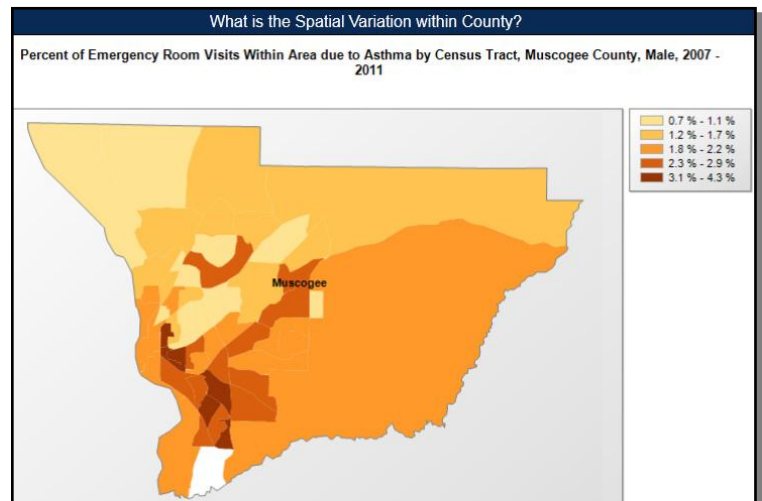 What is the Spatial Variation within County?
Percent of Emergency Room Visits Within Area due to Asthma by Census Tract, Muscogee County, Male, 2007 -
2011
0.7 % - 1.1 %
1.2 % - 1.7 %
1.8 % - 2.2 %
2.3 % - 2.9 %
3.1 % - 4.3 %
Muscogee